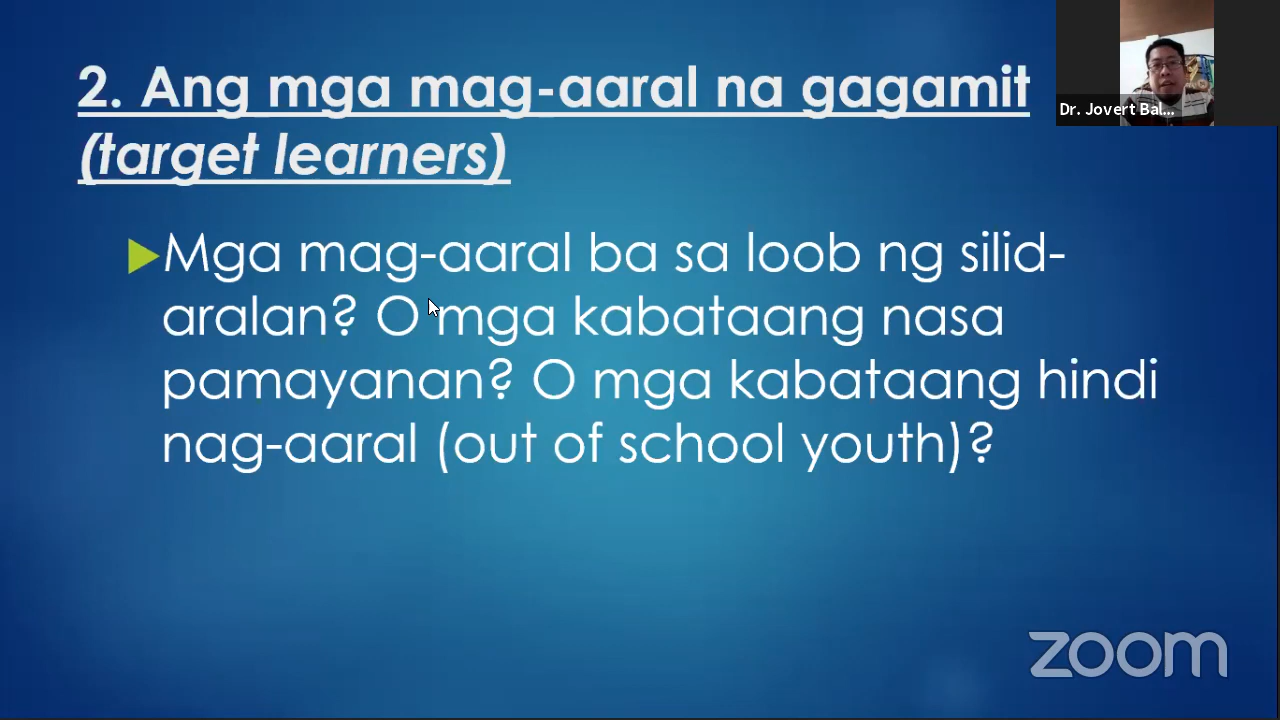 2. Ang mga mag-aaral na gagamit
(target learners)
Mga mag-aaral ba sa loob ng silid-
aralan? O mga kabataang nasa
pamayanan? O mga kabataang hindi
nag-aaral (out of school youth)?
Dr. Jovert Bal...
zoom